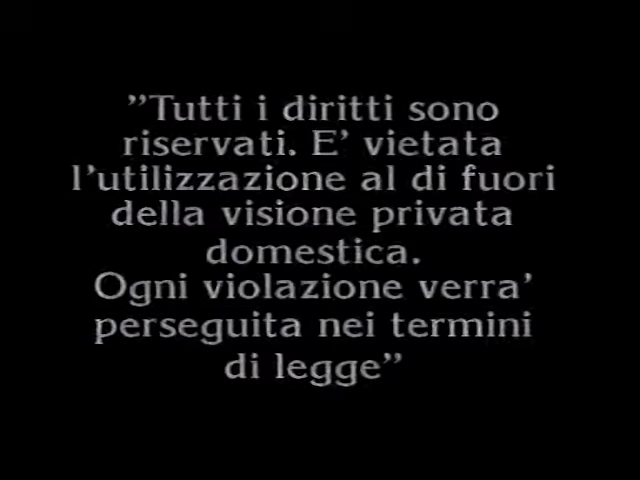 ”Tutti i diritti sono
riservati. E’ vietata
l’utilizzazione al di fuori
della visione privata
domestica.
Ogni violazione verra’
perseguita nei termini
di legge”